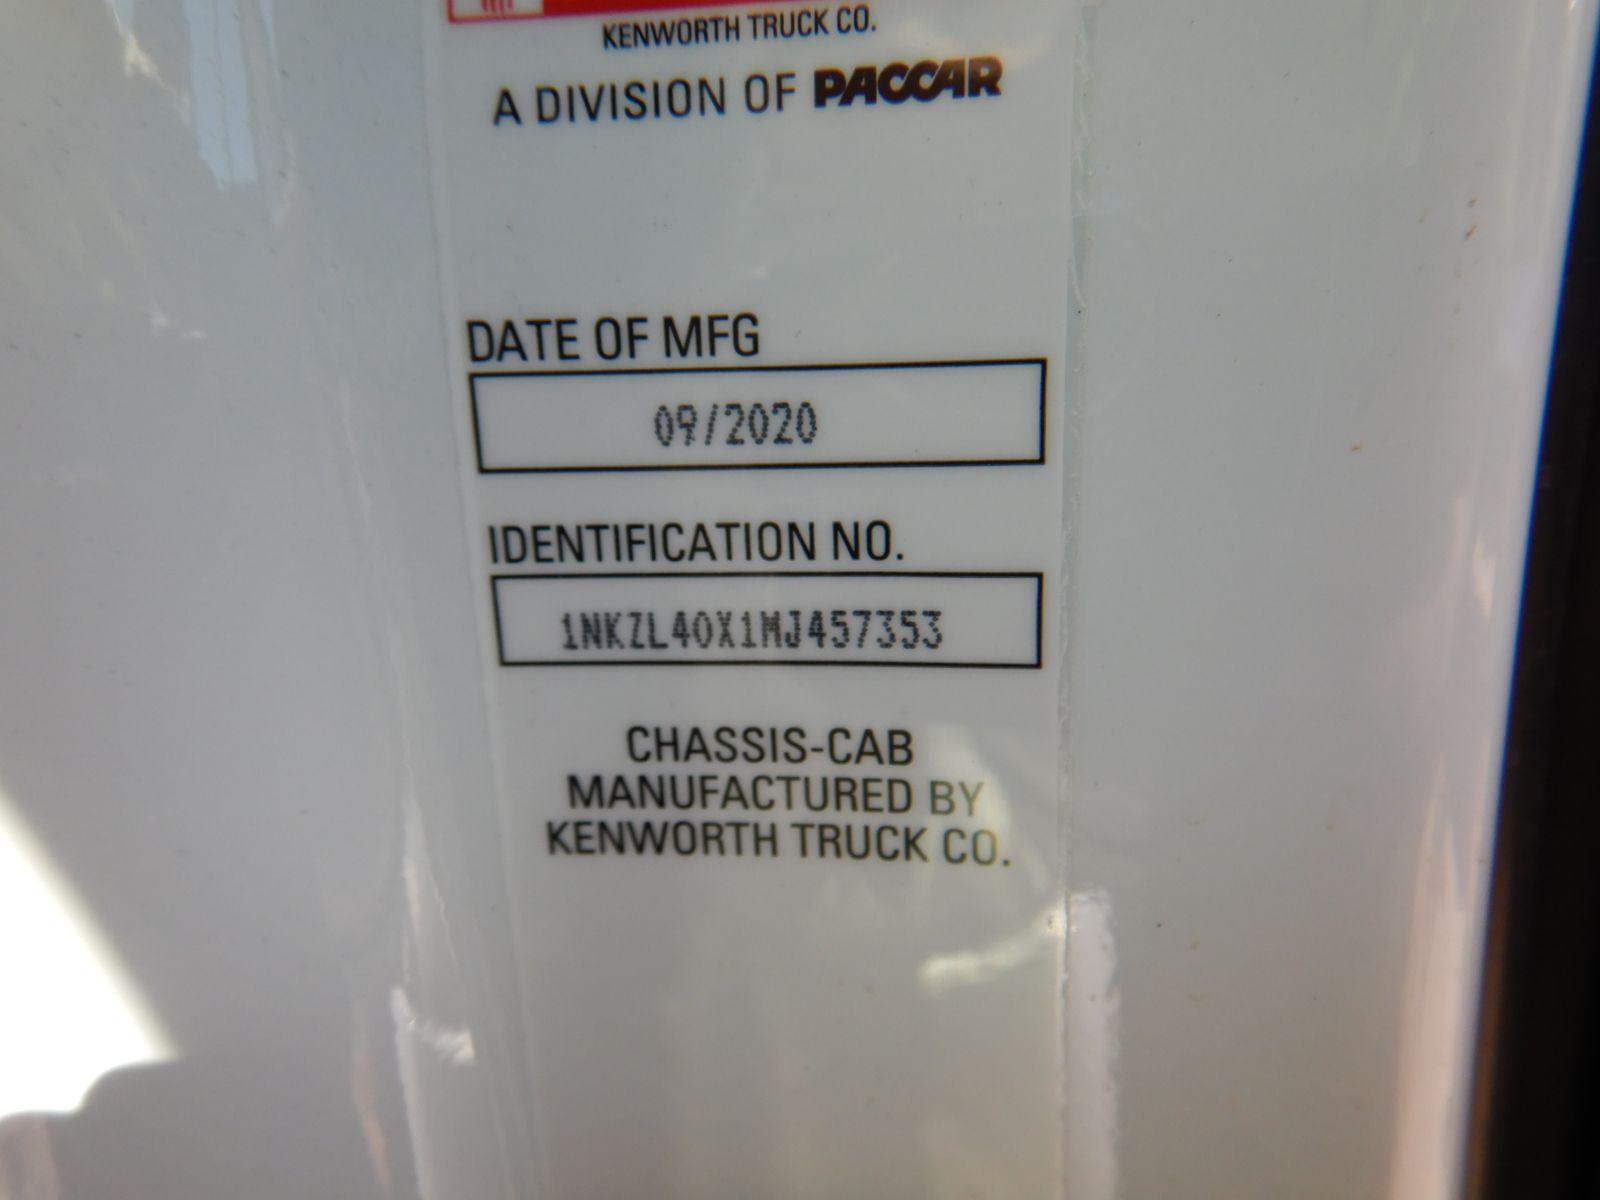 KENWORTH TRUCK CO.
A DIVISION OF PACCAR
DATE OF MFG
09/2020
IDENTIFICATION NO.
1NKZL40X1MJ457353
CHASSIS-CAB
MANUFACTURED BY
KENWORTH TRUCK CO.